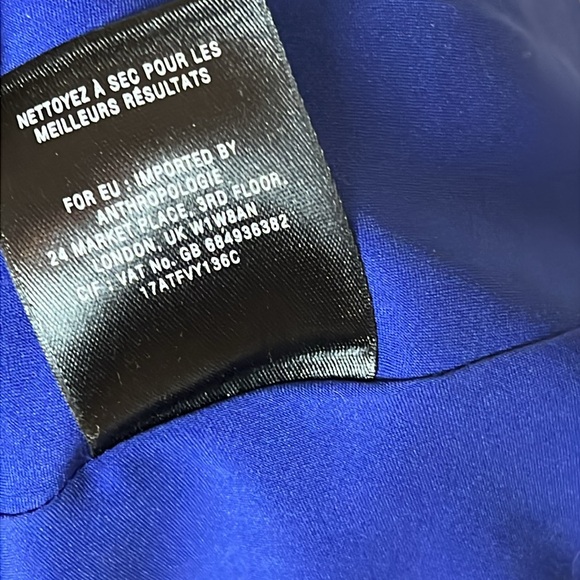 NETTOYEZ À SEC POUR LES
MEILLEURS RÉSULTATS
FOR EU : IMPORTED BY
ANTHROPOLOGIE
24 MARKET PLACE, 3RD FLOOR,
LONDON, UK W1W8AN
CIF : VAT No. GB 684936382
17ATFVY136C